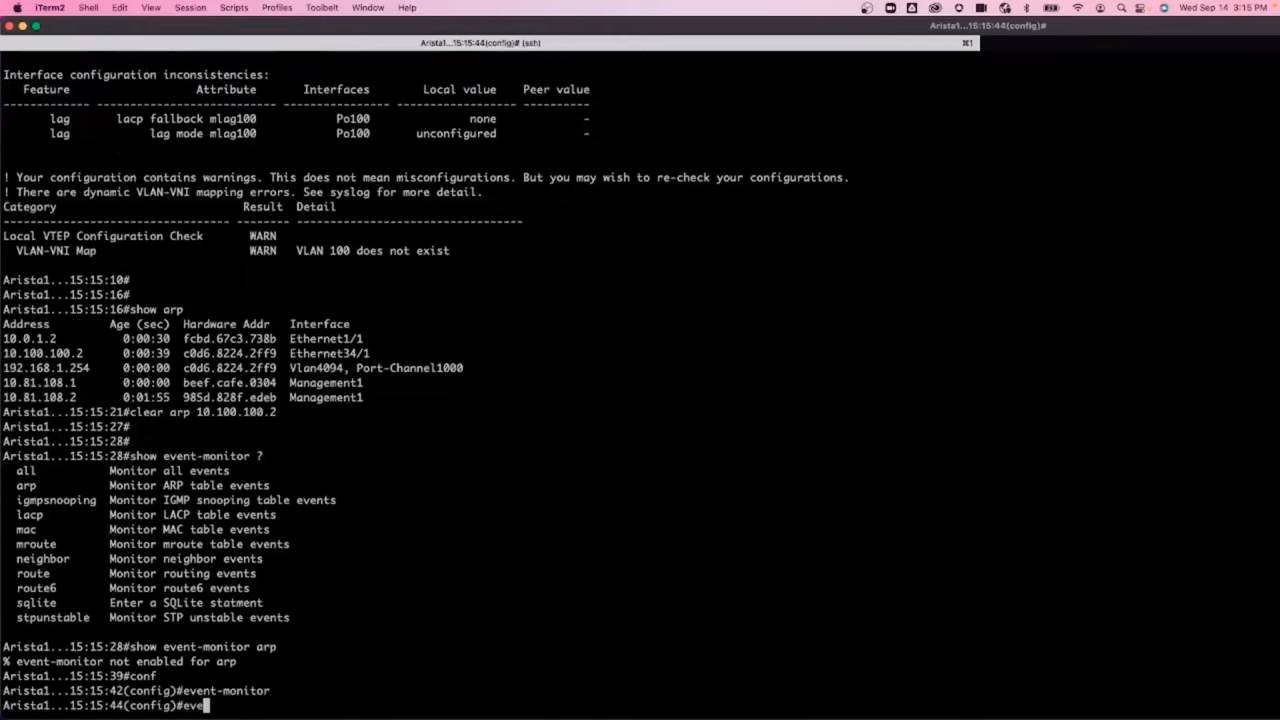 iTerm2 Shell Edit View Session Scripts Profiles Toolbelt Window Help Wed Sep 14 3:15 PM
Arista1...15:15:44(config)#
Arista1...15:15:44(config)# (ssh) ⌘1
Interface configuration inconsistencies:
Feature Attribute Interfaces Local value Peer value
------------- ------------------------ ---------------- ------------------ ----------
lag lacp fallback mlag100 Po100 none -
lag lag mode mlag100 Po100 unconfigured -
! Your configuration contains warnings. This does not mean misconfigurations. But you may wish to re-check your configurations.
! There are dynamic VLAN-VNI mapping errors. See syslog for more detail.
Category Result Detail
---------------------------------- -------- ----------------------------------
Local VTEP Configuration Check WARN
VLAN-VNI Map WARN VLAN 100 does not exist
Arista1...15:15:10#
Arista1...15:15:16#
Arista1...15:15:16#show arp
Address Age (sec) Hardware Addr Interface
10.0.1.2 0:00:30 fcbd.67c3.738b Ethernet1/1
10.100.100.2 0:00:39 c0d6.8224.2ff9 Ethernet34/1
192.168.1.254 0:00:00 c0d6.8224.2ff9 Vlan4094, Port-Channel1000
10.81.108.1 0:00:00 beef.cafe.0304 Management1
10.81.108.2 0:01:55 985d.828f.edeb Management1
Arista1...15:15:21#clear arp 10.100.100.2
Arista1...15:15:27#
Arista1...15:15:28#
Arista1...15:15:28#show event-monitor ?
all Monitor all events
arp Monitor ARP table events
igmpsnooping Monitor IGMP snooping table events
lacp Monitor LACP table events
mac Monitor MAC table events
mroute Monitor mroute table events
neighbor Monitor neighbor events
route Monitor routing events
route6 Monitor route6 events
sqlite Enter a SQLite statment
stpunstable Monitor STP unstable events
Arista1...15:15:28#show event-monitor arp
% event-monitor not enabled for arp
Arista1...15:15:39#conf
Arista1...15:15:42(config)#event-monitor
Arista1...15:15:44(config)#eve